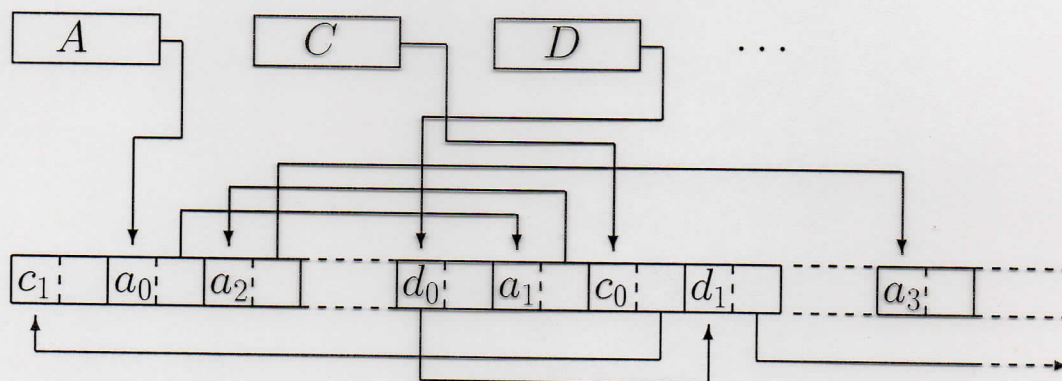 A C D ...
c₁ a₀ a₂ d₀ a₁ c₀ d₁ a₃